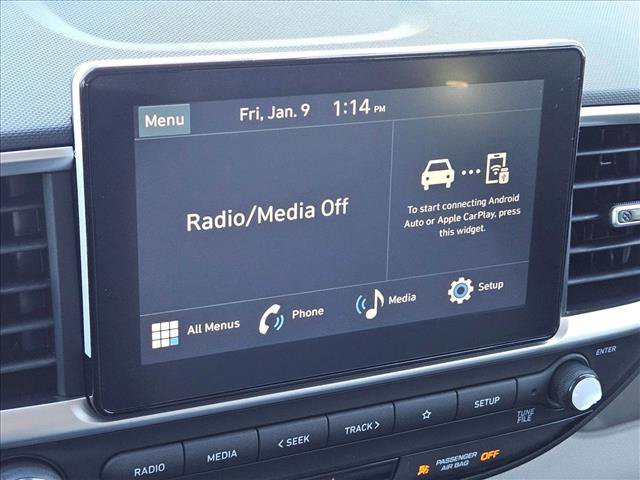 Menu
Fri, Jan. 9 1:14 PM
Radio/Media Off
To start connecting Android
Auto or Apple CarPlay, press
this widget.
All Menus
Phone
Media
Setup
ENTER
RADIO
MEDIA
< SEEK
TRACK >
SETUP
TUNE
FILE
PASSENGER
AIR BAG
OFF